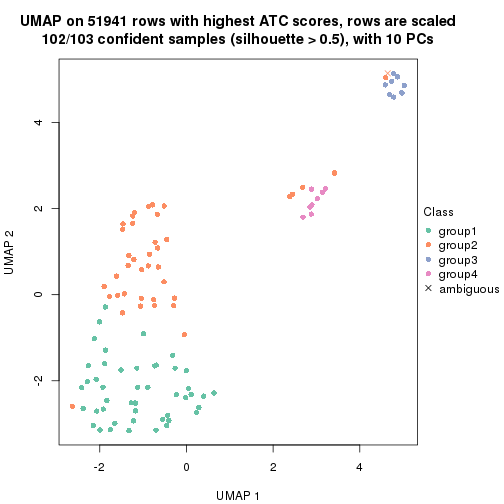 UMAP on 51941 rows with highest ATC scores, rows are scaled
102/103 confident samples (silhouette > 0.5), with 10 PCs
4
2
0
-2
UMAP 2
-2
0
2
4
UMAP 1
Class
group1
group2
group3
group4
ambiguous